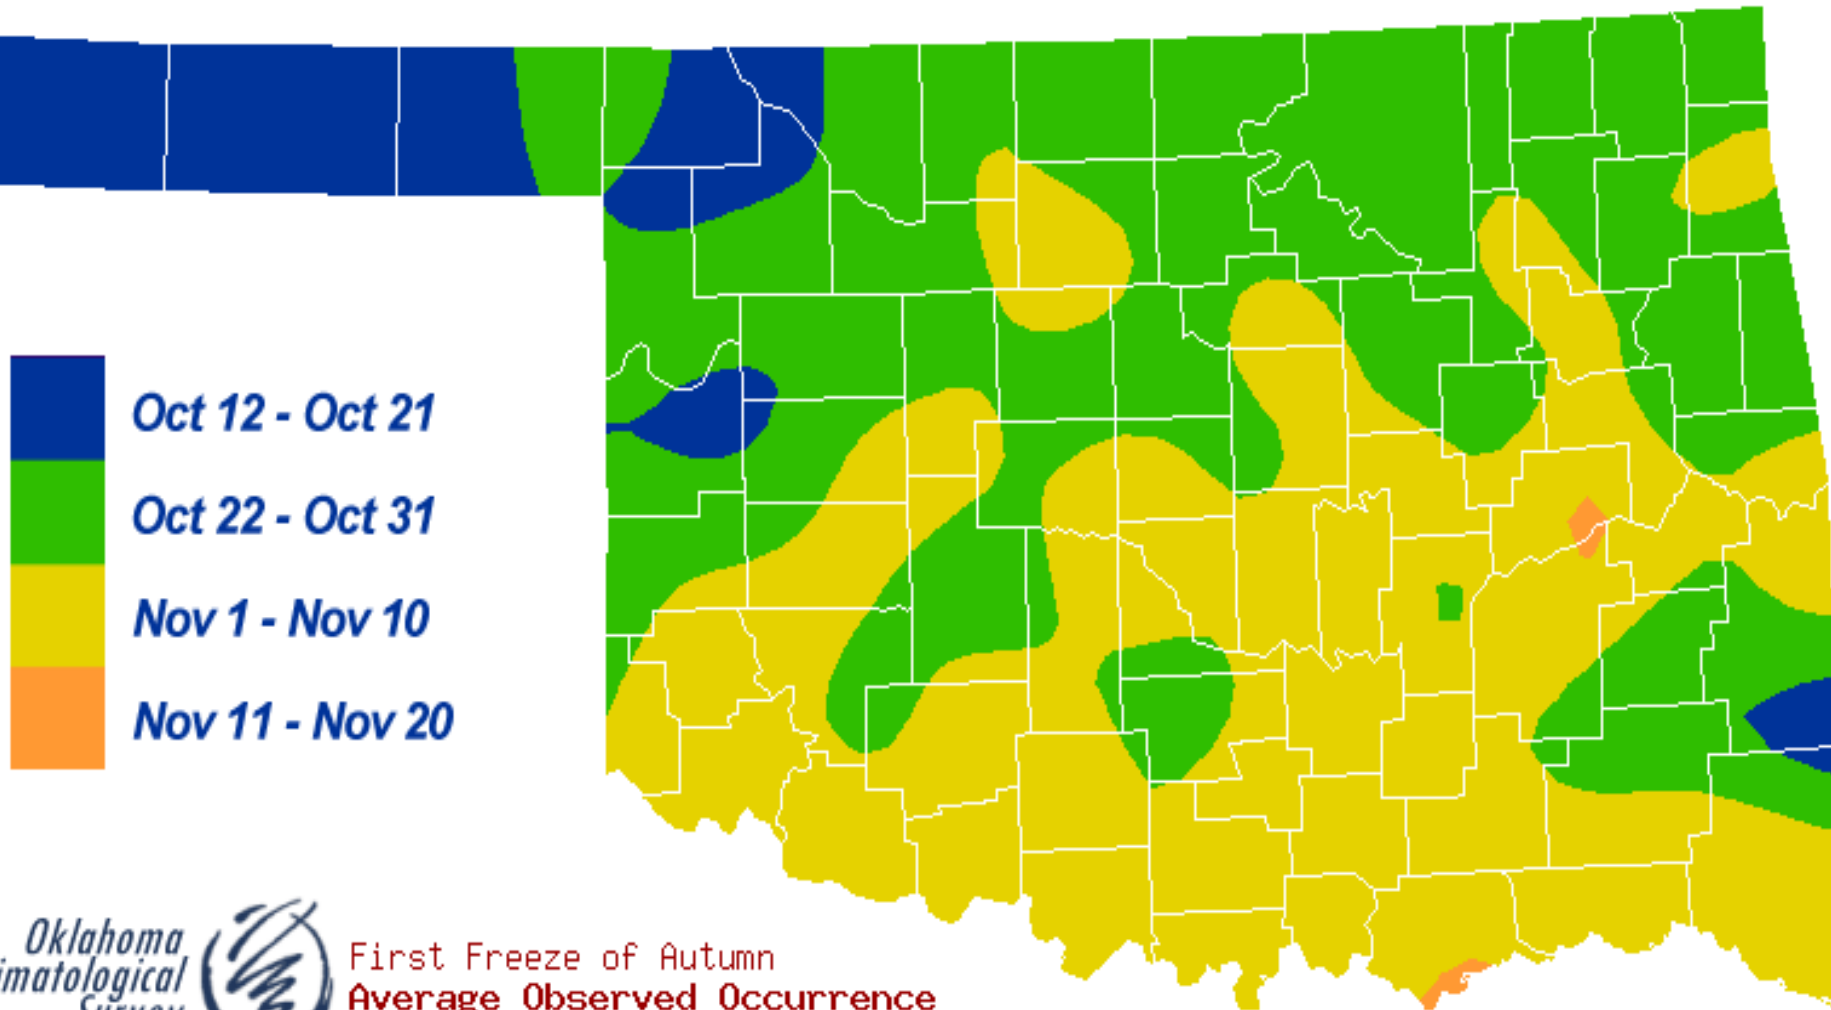 Oct 12 - Oct 21
Oct 22 - Oct 31
Nov 1 - Nov 10
Nov 11 - Nov 20
Oklahoma
imatological
Survey
First Freeze of Autumn
Average Observed Occurrence